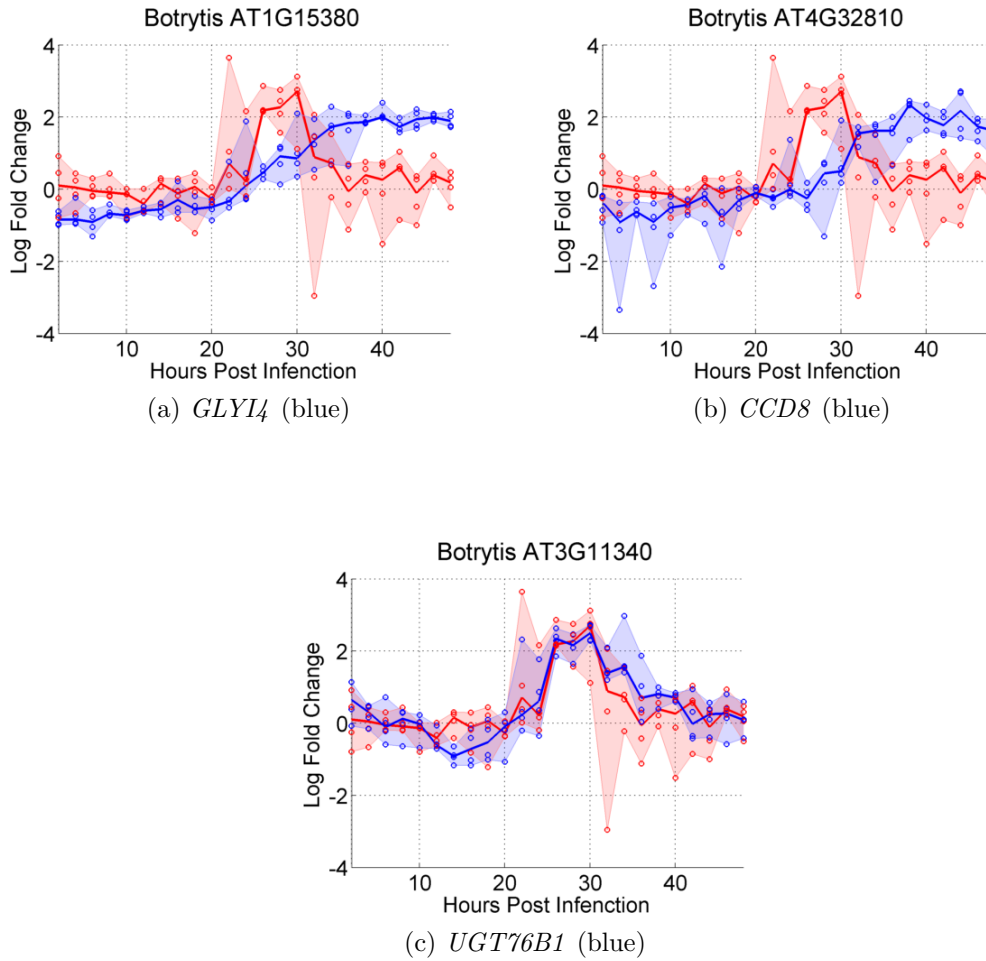 Botrytis AT1G15380
Log Fold Change
4
2
0
-2
-4
10
20
30
40
Hours Post Infenction
(a) GLYI4 (blue)
Botrytis AT4G32810
Log Fold Change
4
2
0
-2
-4
10
20
30
40
Hours Post Infenction
(b) CCD8 (blue)
Botrytis AT3G11340
Log Fold Change
4
2
0
-2
-4
10
20
30
40
Hours Post Infenction
(c) UGT76B1 (blue)